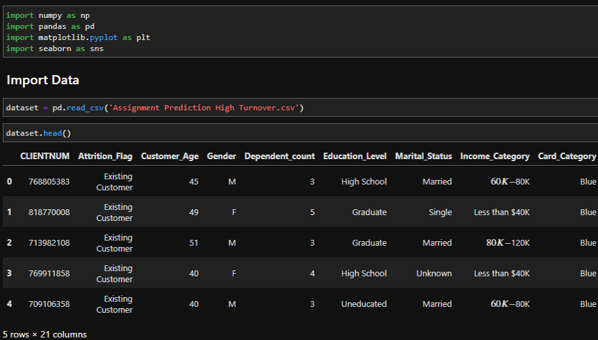 import numpy as np
import pandas as pd
import matplotlib.pyplot as plt
import seaborn as sns
Import Data
dataset = pd.read_csv('Assignment Prediction High Turnover.csv')
dataset.head()
CLIENTNUM Attrition_Flag Customer_Age Gender Dependent_count Education_Level Marital_Status Income_Category Card_Category
0 768805383 Existing Customer 45 M 3 High School Married 60K−80K Blue
1 818770008 Existing Customer 49 F 5 Graduate Single Less than $40K Blue
2 713982108 Existing Customer 51 M 3 Graduate Married 80K−120K Blue
3 769911858 Existing Customer 40 F 4 High School Unknown Less than $40K Blue
4 709106358 Existing Customer 40 M 3 Uneducated Married 60K−80K Blue
5 rows × 21 columns